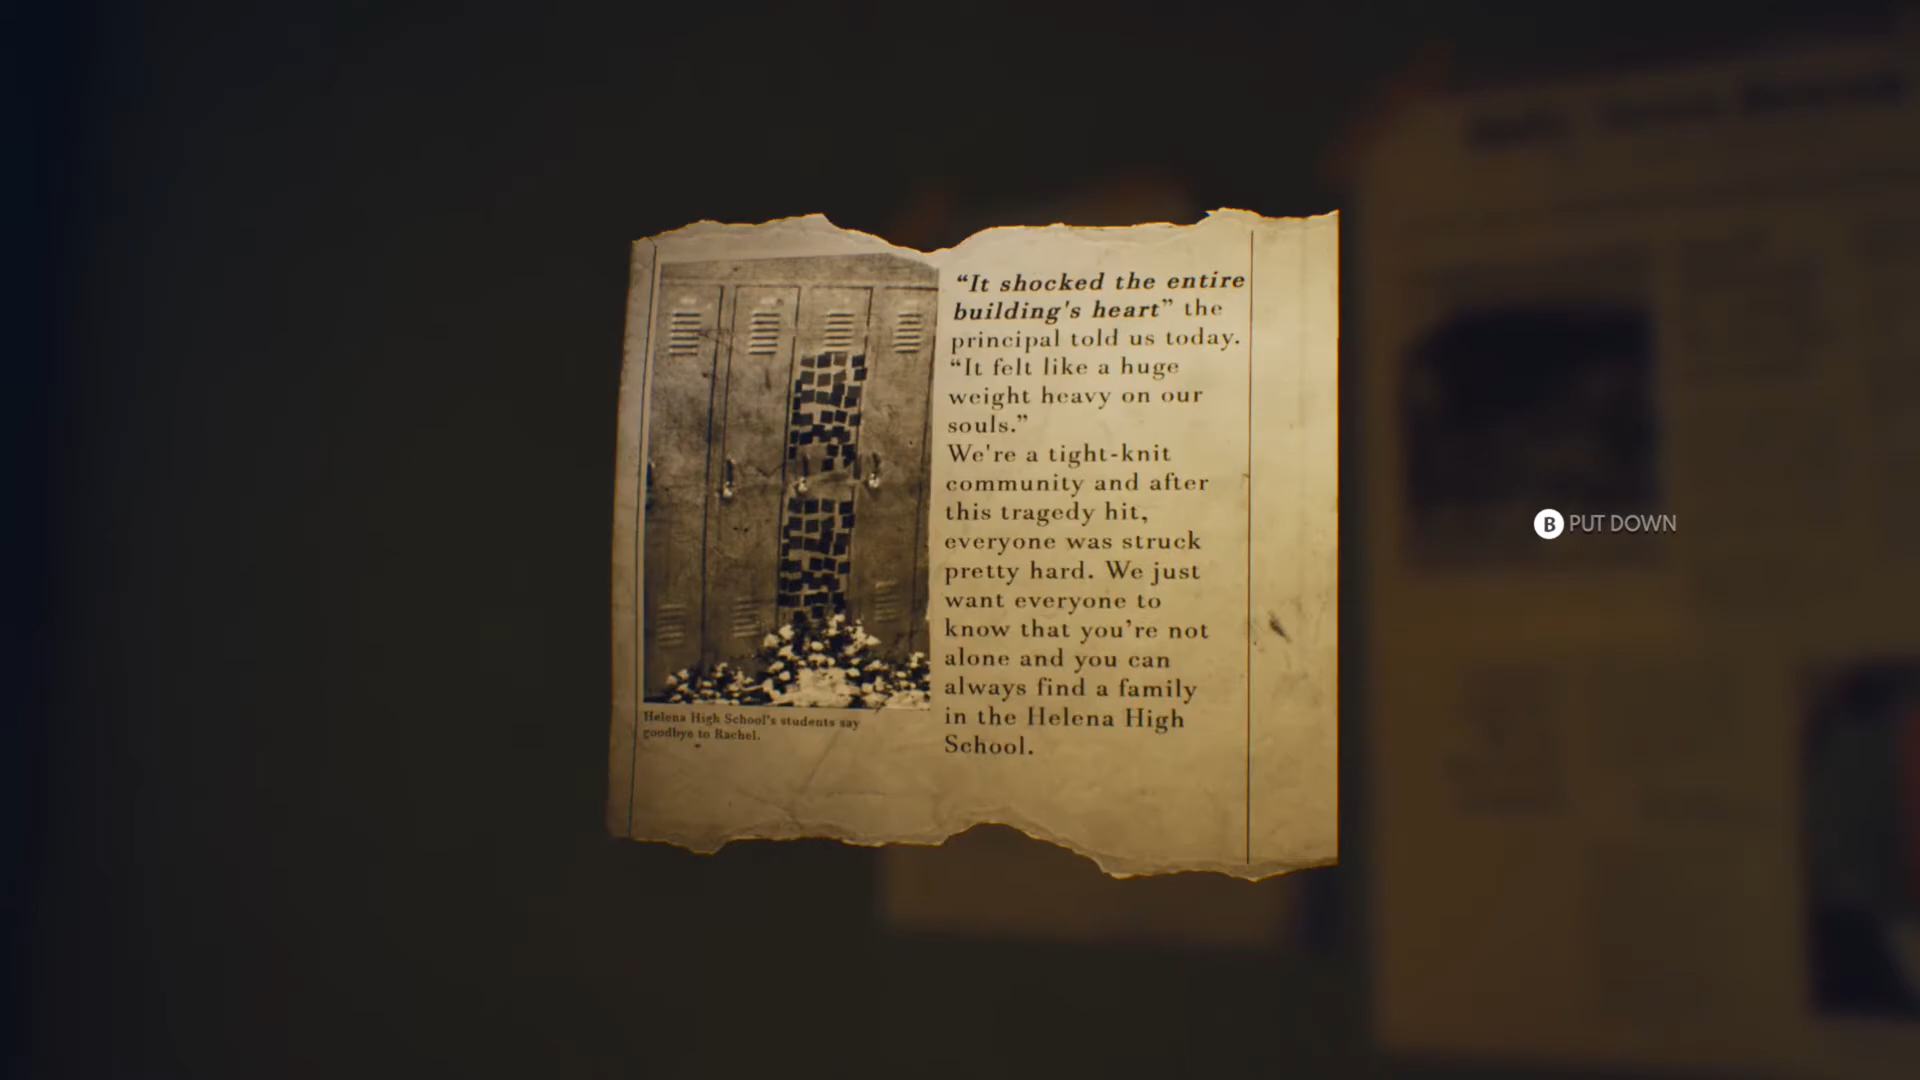 “It shocked the entire
building's heart” the
principal told us today.
“It felt like a huge
weight heavy on our
souls.”
We're a tight-knit
community and after
this tragedy hit,
everyone was struck
pretty hard. We just
want everyone to
know that you’re not
alone and you can
always find a family
in the Helena High
School.
Helena High School's students say
goodbye to Rachel.
B PUT DOWN